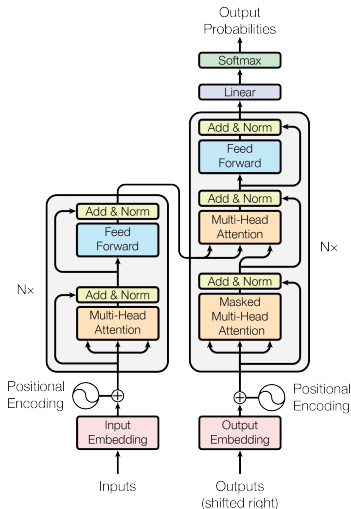 Output
Probabilities
Softmax
Linear
Add & Norm
Feed
Forward
Add & Norm
Multi-Head
Attention
Add & Norm
Masked
Multi-Head
Attention
N×
Add & Norm
Feed
Forward
Add & Norm
Multi-Head
Attention
N×
Positional
Encoding
Positional
Encoding
Input
Embedding
Output
Embedding
Inputs
Outputs
(shifted right)